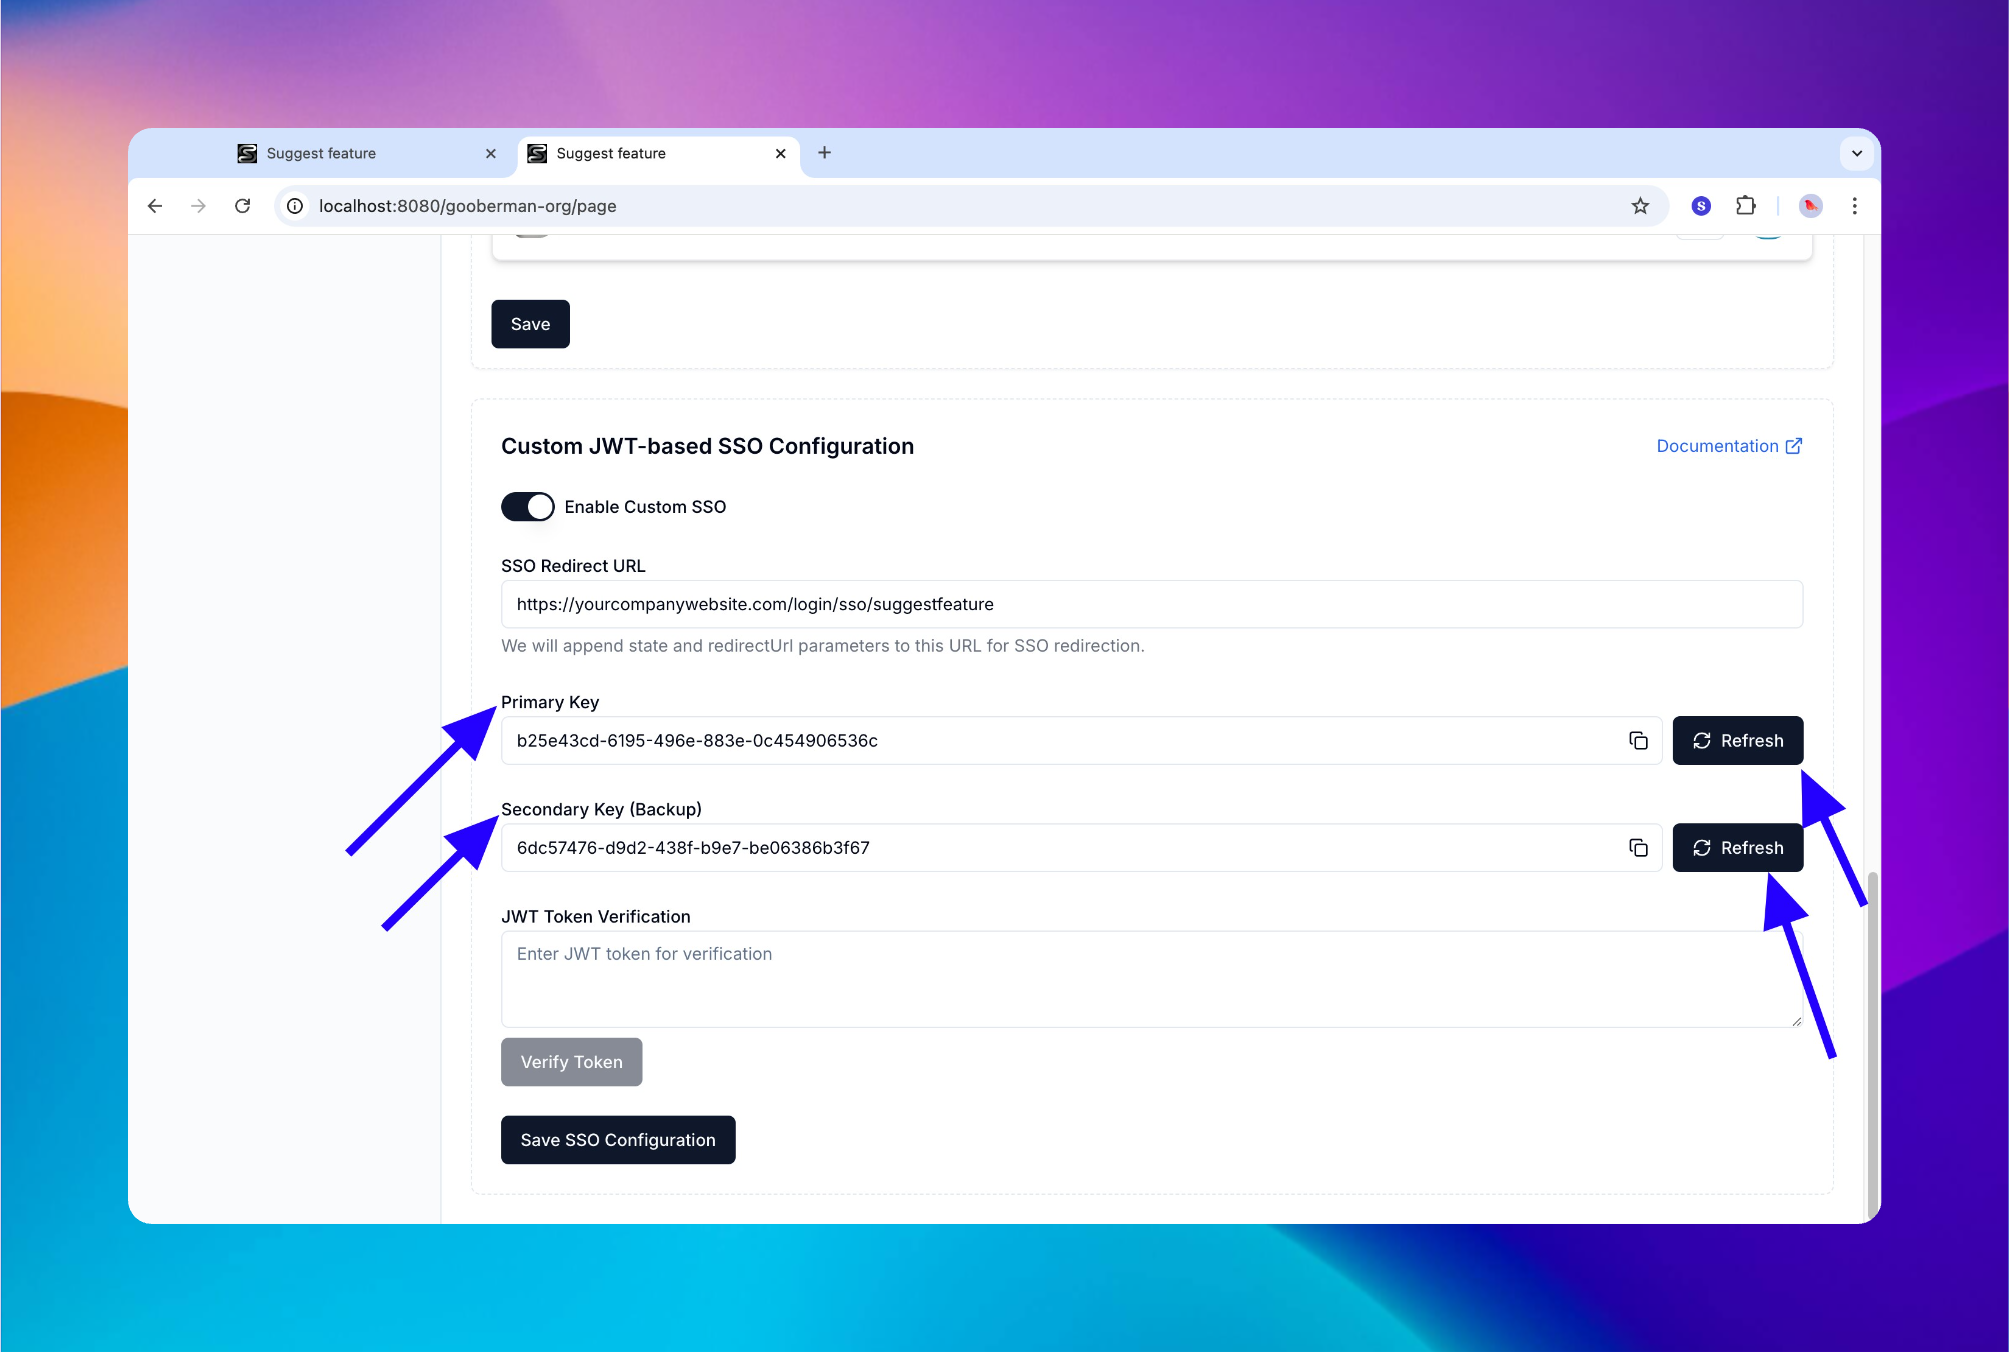 Suggest feature
Suggest feature
localhost:8080/gooberman-org/page
S
Save
Custom JWT-based SSO Configuration
Documentation
Enable Custom SSO
SSO Redirect URL
https://yourcompanywebsite.com/login/sso/suggestfeature
We will append state and redirectUrl parameters to this URL for SSO redirection.
Primary Key
b25e43cd-6195-496e-883e-0c454906536c
Refresh
Secondary Key (Backup)
6dc57476-d9d2-438f-b9e7-be06386b3f67
Refresh
JWT Token Verification
Enter JWT token for verification
Verify Token
Save SSO Configuration